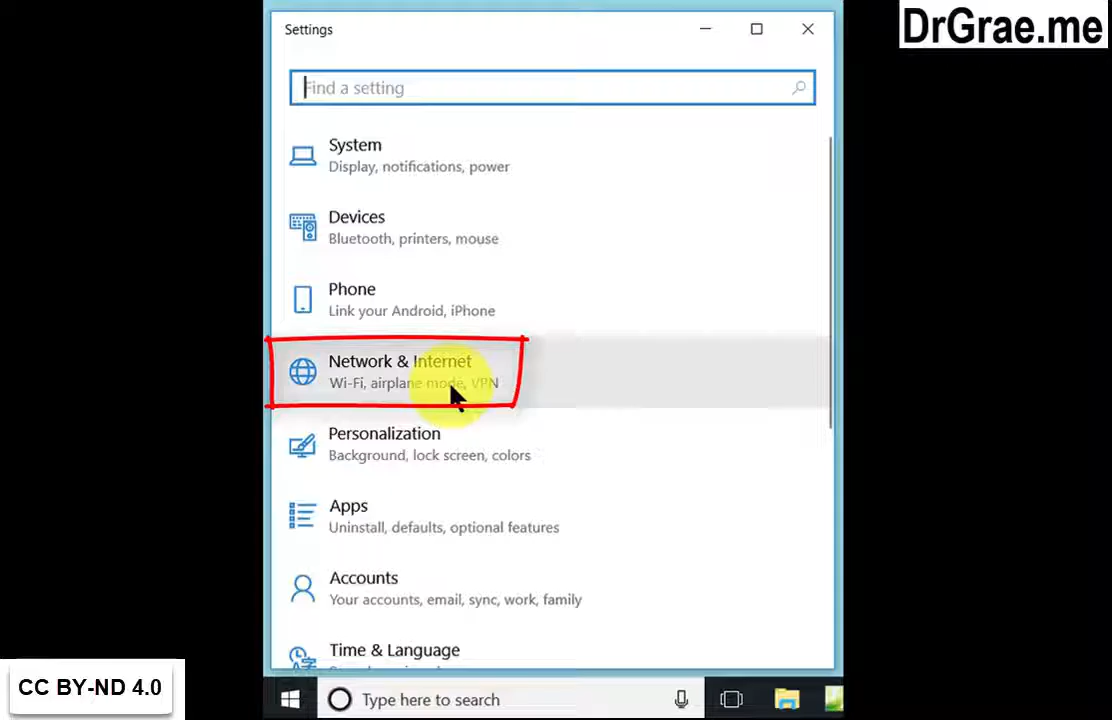 DrGrae.me
Settings
Find a setting
System
Display, notifications, power
Devices
Bluetooth, printers, mouse
Phone
Link your Android, iPhone
Network & Internet
Wi-Fi, airplane mode, VPN
Personalization
Background, lock screen, colors
Apps
Uninstall, defaults, optional features
Accounts
Your accounts, email, sync, work, family
Time & Language
CC BY-ND 4.0
Type here to search